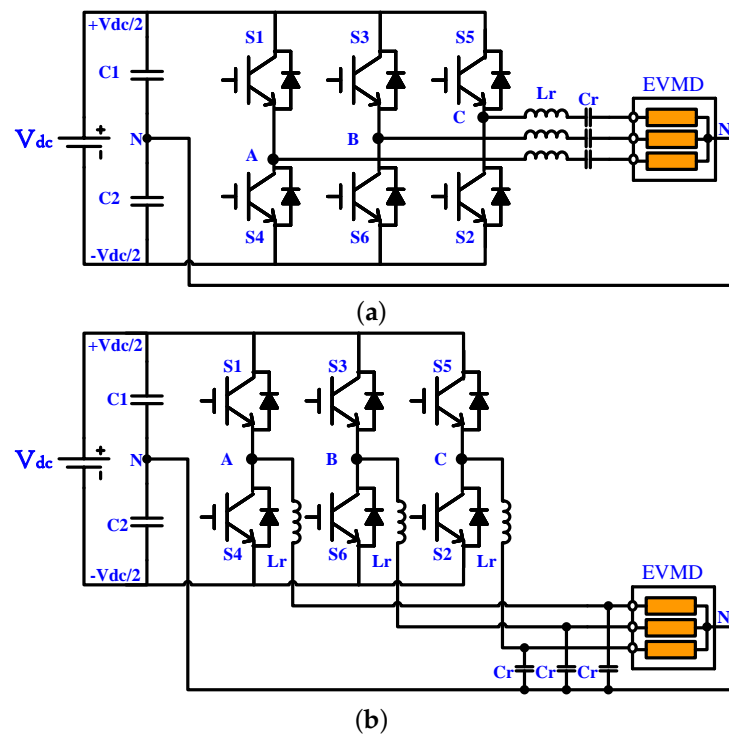 +Vdc/2
S1
S3
S5
C1
Lr
Cr
EVMD
Vdc
+
-
N
A
B
C
N
C2
S4
S6
S2
-Vdc/2
(a)
+Vdc/2
S1
S3
S5
C1
Vdc
+
-
N
A
B
C
C2
S4
Lr
S6
Lr
S2
Lr
-Vdc/2
EVMD
N
Cr
Cr
Cr
(b)